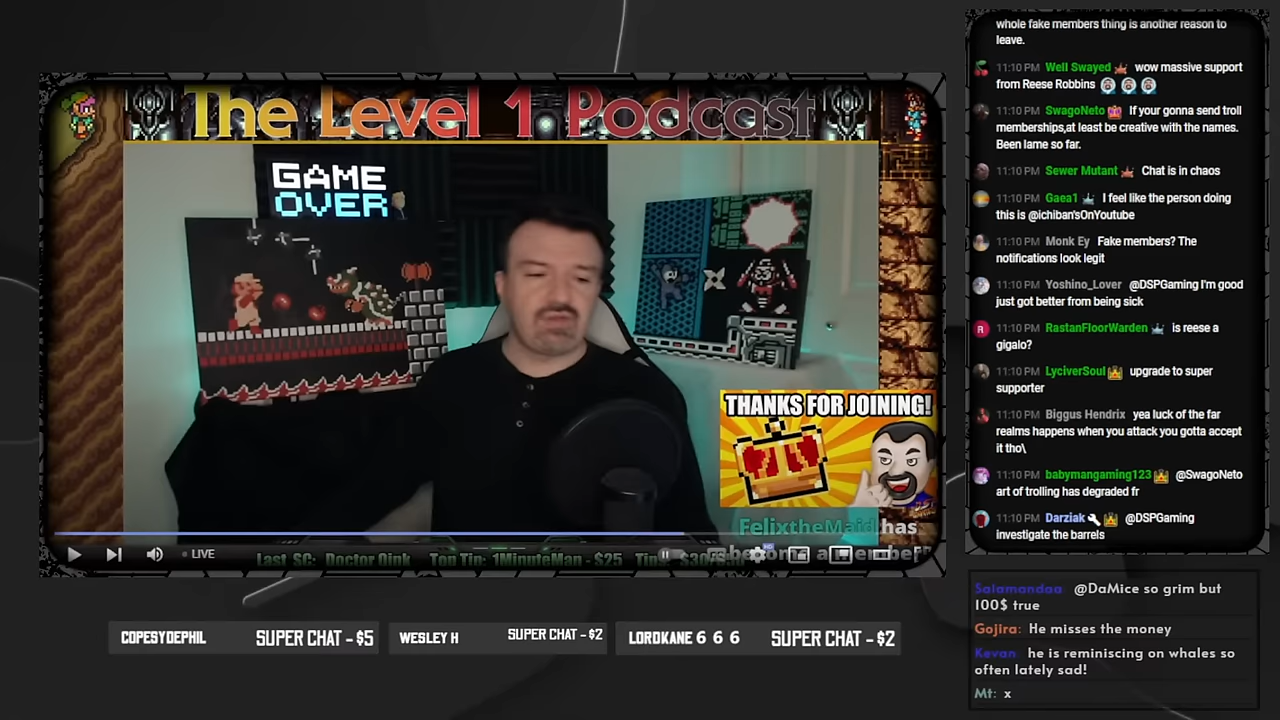 The Level 1 Podcast
GAME
OVER
THANKS FOR JOINING!
FelixtheMaid has
become a member!
LIVE
Last SC: Doctor Oink Top Tip: 1MinuteMan - $25 Tips:
COPESYDEPHIL SUPER CHAT - $5
WESLEY H SUPER CHAT - $2
LORDKANE 6 6 6 SUPER CHAT - $2
whole fake members thing is another reason to
leave.
11:10 PM Well Swayed wow massive support
from Reese Robbins
11:10 PM SwagoNeto If your gonna send troll
memberships,at least be creative with the names.
Been lame so far.
11:10 PM Sewer Mutant Chat is in chaos
11:10 PM Gaea1 I feel like the person doing
this is @ichiban'sOnYoutube
11:10 PM Monk Ey Fake members? The
notifications look legit
11:10 PM Yoshino_Lover @DSPGaming I'm good
just got better from being sick
11:10 PM RastanFloorWarden is reese a
gigalo?
11:10 PM LyciverSoul upgrade to super
supporter
11:10 PM Biggus Hendrix yea luck of the far
realms happens when you attack you gotta accept
it tho\
11:10 PM babymangaming123 @SwagoNeto
art of trolling has degraded fr
11:10 PM Darziak @DSPGaming
investigate the barrels
Salamandaa @DaMice so grim but
100$ true
Gojira: He misses the money
Kevan: he is reminiscing on whales so
often lately sad!
Mt: x